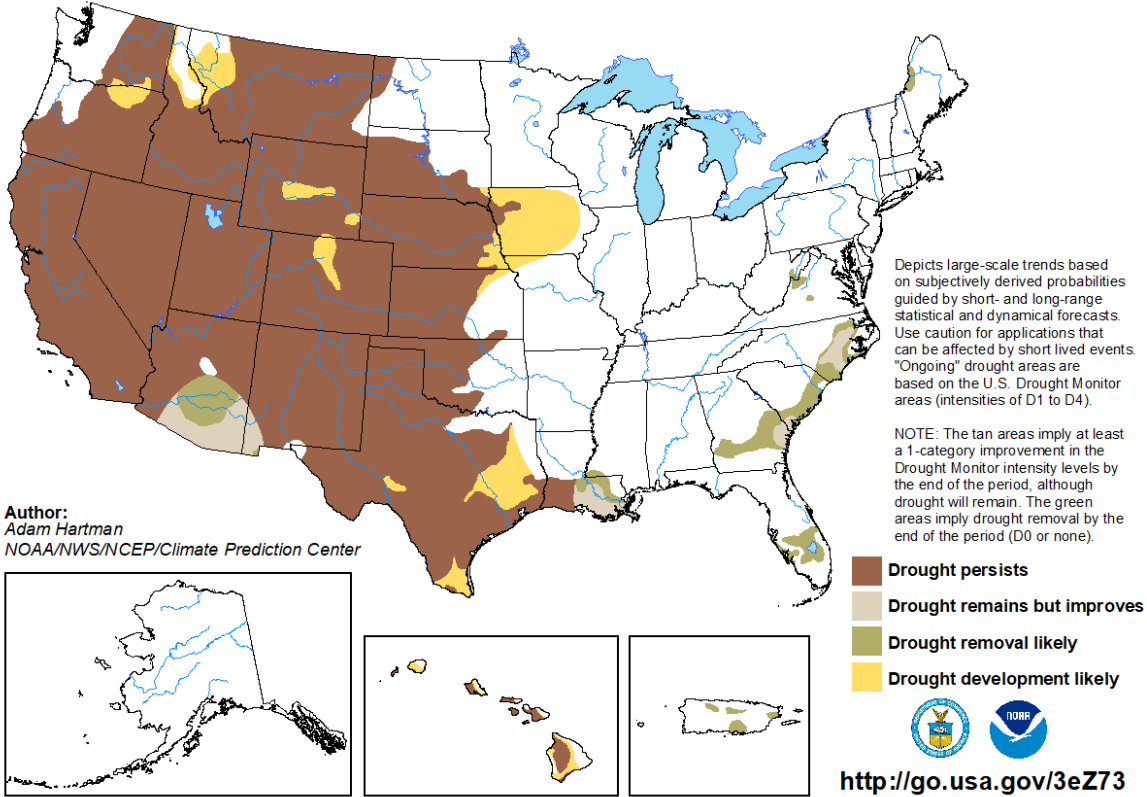 Depicts large-scale trends based
on subjectively derived probabilities
guided by short- and long-range
statistical and dynamical forecasts.
Use caution for applications that
can be affected by short lived events.
"Ongoing" drought areas are
based on the U.S. Drought Monitor
areas (intensities of D1 to D4).
NOTE: The tan areas imply at least
a 1-category improvement in the
Drought Monitor intensity levels by
the end of the period, although
drought will remain. The green
areas imply drought removal by the
end of the period (D0 or none).
Author:
Adam Hartman
NOAA/NWS/NCEP/Climate Prediction Center
Drought persists
Drought remains but improves
Drought removal likely
Drought development likely
NOAA
http://go.usa.gov/3eZ73